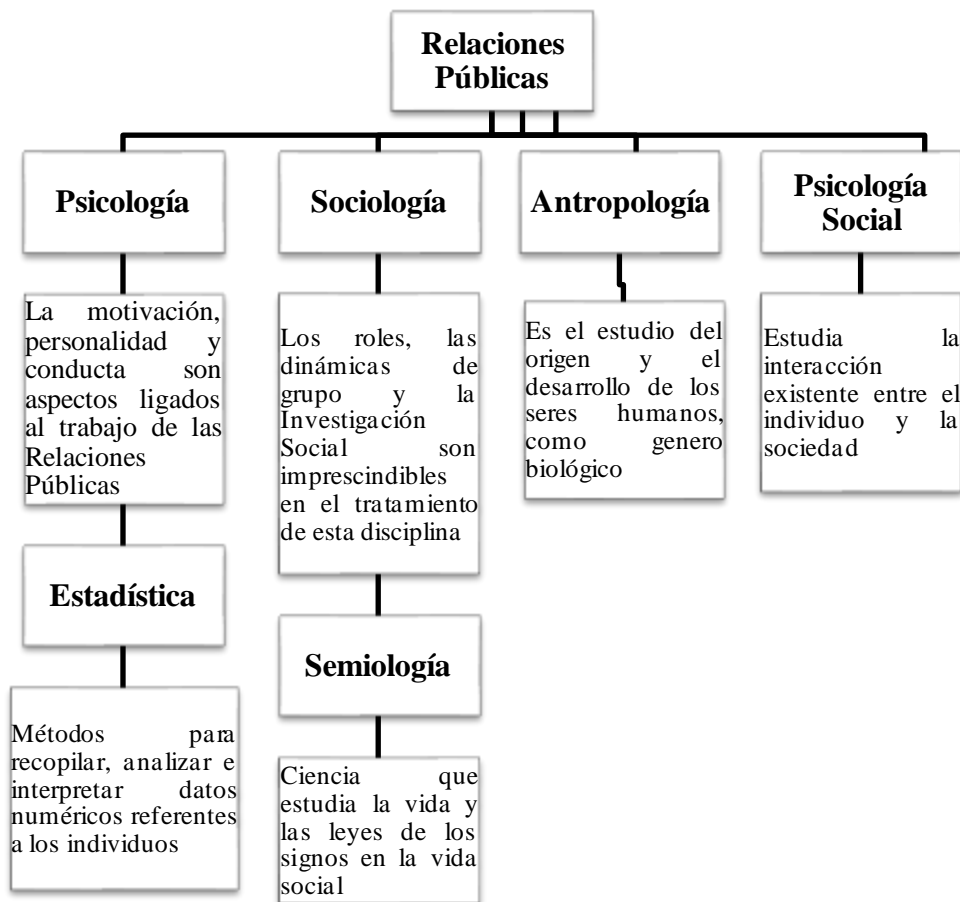 Relaciones
Públicas
Psicología
Sociología
Antropología
Psicología
Social
La motivación,
personalidad y
conducta son
aspectos ligados
al trabajo de las
Relaciones
Públicas
Los roles, las
dinámicas de
grupo y la
Investigación
Social son
imprescindibles
en el tratamiento
de esta disciplina
Es el estudio del
origen y el
desarrollo de los
seres humanos,
como genero
biológico
Estudia la
interacción
existente entre el
individuo y la
sociedad
Estadística
Semiología
Métodos para
recopilar, analizar e
interpretar datos
numéricos referentes
a los individuos
Ciencia que
estudia la vida y
las leyes de los
signos en la vida
social